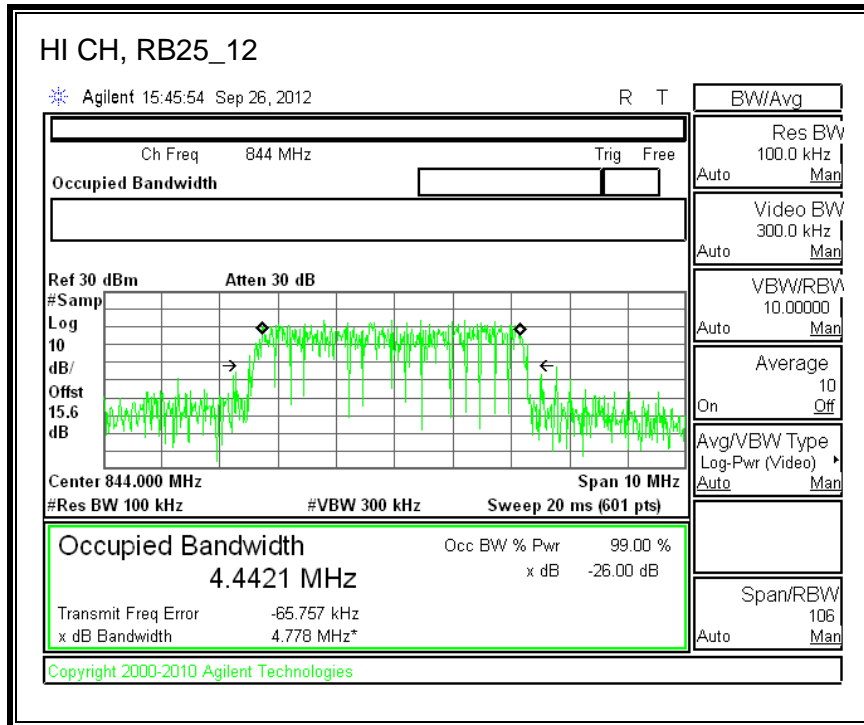 HI CH, RB25_12
Agilent 15:45:54 Sep 26, 2012 R T
Ch Freq 844 MHz Trig Free
Occupied Bandwidth
Ref 30 dBm Atten 30 dB
#Samp
Log
10
dB/
Offst
15.6
dB
Center 844.000 MHz Span 10 MHz
#Res BW 100 kHz #VBW 300 kHz Sweep 20 ms (601 pts)
Occupied Bandwidth Occ BW % Pwr 99.00 %
4.4421 MHz x dB -26.00 dB
Transmit Freq Error -65.757 kHz
x dB Bandwidth 4.778 MHz*
Copyright 2000-2010 Agilent Technologies
BW/Avg
Res BW
100.0 kHz
Auto Man
Video BW
300.0 kHz
Auto Man
VBW/RBW
10.00000
Auto Man
Average
10
On Off
Avg/VBW Type
Log-Pwr (Video)
Auto Man
Span/RBW
106
Auto Man